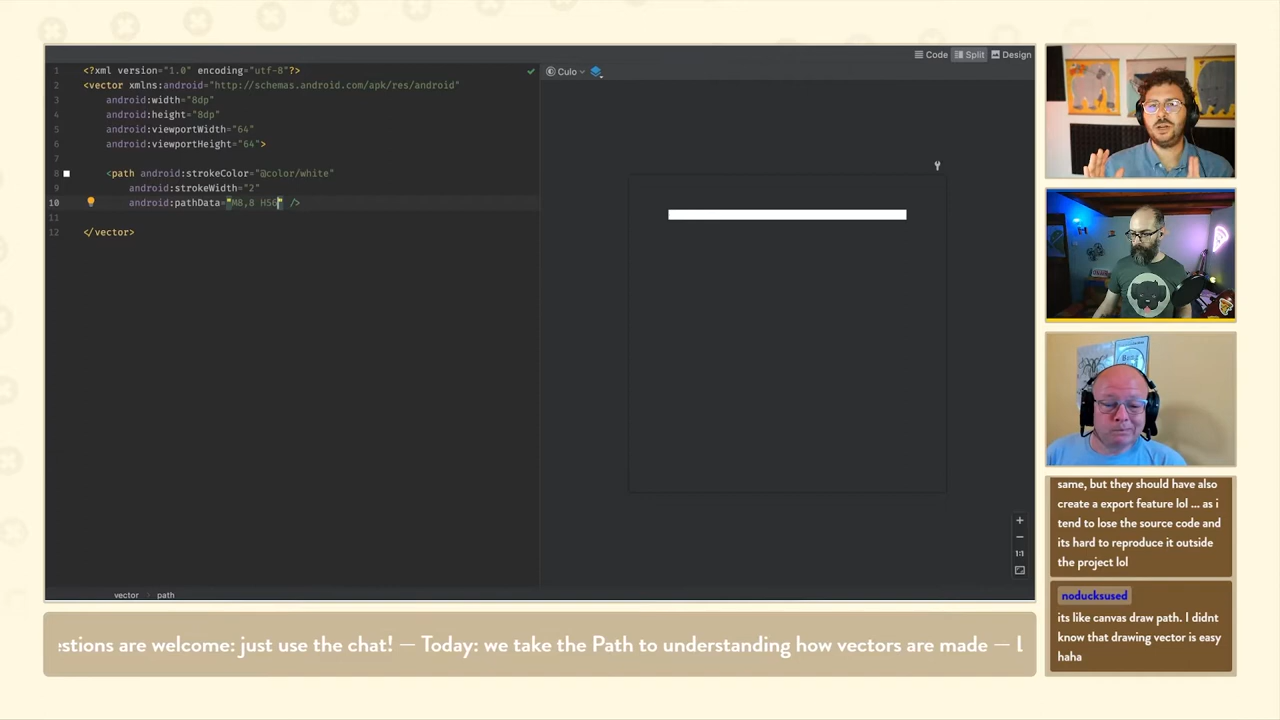 Code Split Design
1 <?xml version="1.0" encoding="utf-8"?>
2 <vector xmlns:android="http://schemas.android.com/apk/res/android"
3 android:width="8dp"
4 android:height="8dp"
5 android:viewportWidth="64"
6 android:viewportHeight="64">
7
8 <path android:strokeColor="@color/white"
9 android:strokeWidth="2"
10 android:pathData="M8,8 H56" />
11
12 </vector>
Culo
1:1
vector > path
estions are welcome: just use the chat! — Today: we take the Path to understanding how vectors are made —
same, but they should have also
create a export feature lol ... as i
tend to lose the source code and
its hard to reproduce it outside
the project lol
noducksused
its like canvas draw path. I didnt
know that drawing vector is easy
haha